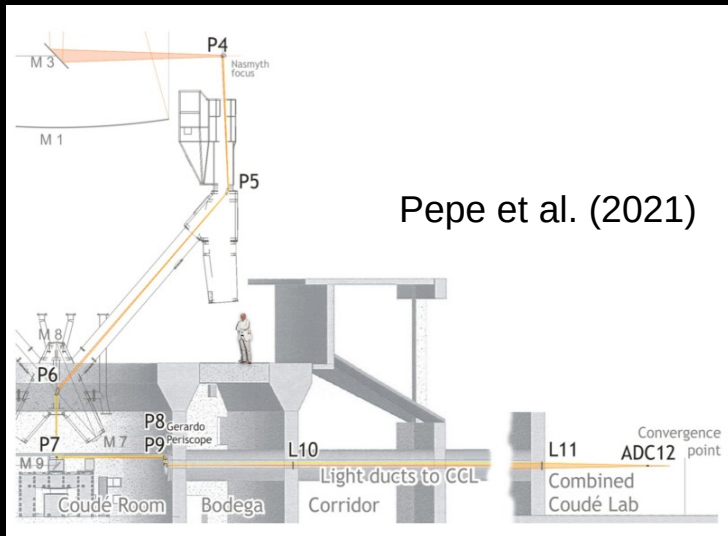 P4
M 3
Nasmyth
focus
M 1
P5
Pepe et al. (2021)
M 8
P6
P8 Gerardo
P7
M 7
P9 Periscope
L10
L11
ADC12
Convergence
point
M 9
Light ducts to CCL
Combined
Coudé Room
Bodega
Corridor
Coudé Lab